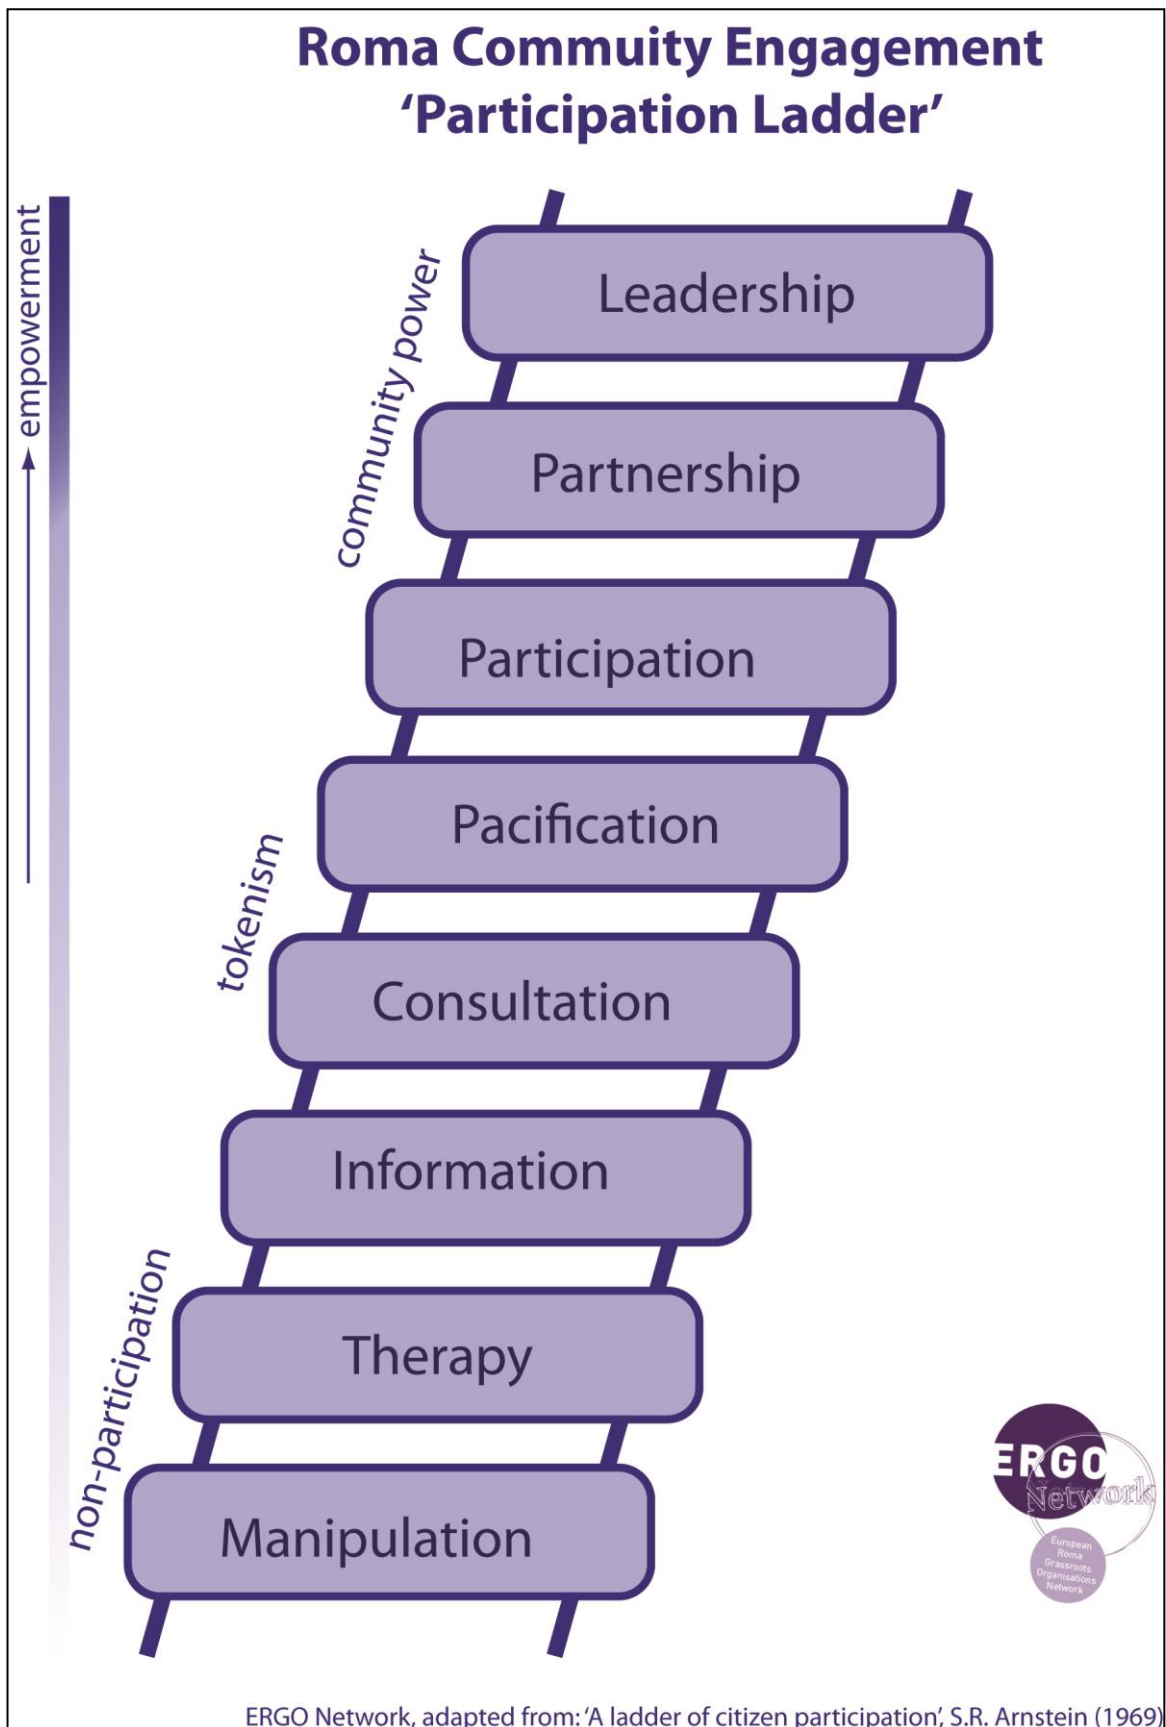 Roma Commuity Engagement
‘Participation Ladder’
empowerment
community power
Leadership
Partnership
Participation
tokenism
Pacification
Consultation
Information
non-participation
Therapy
Manipulation
ERGO
Network
European
Roma
Grassroots
Organisations
Network
ERGO Network, adapted from: ‘A ladder of citizen participation’, S.R. Arnstein (1969)